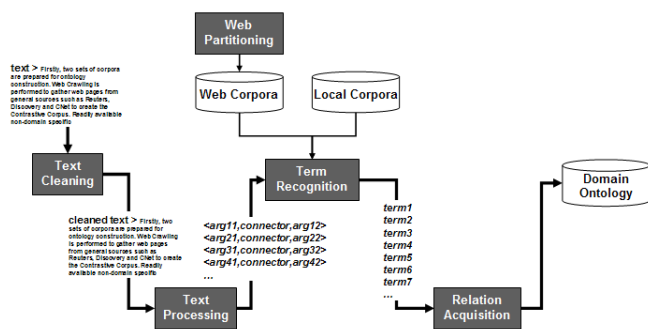 Web
Partitioning
text > Firstly, two sets of corpora
are prepared for ontology
construction. Web Crawling is
performed to gather web pages from
general sources such as Reuters,
Discovery and CNet to create the
Contrastive Corpus. Readily available
non-domain specific
Web Corpora
Local Corpora
Text
Cleaning
Term
Recognition
Domain
Ontology
cleaned text > Firstly, two
sets of corpora are prepared for
ontology construction. Web Crawling
is performed to gather web pages from
general sources such as
Reuters, Discovery and CNet to create
the Contrastive Corpus. Readily
available non-domain specific
<arg11,connector,arg12>
<arg21,connector,arg22>
<arg31,connector,arg32>
<arg41,connector,arg42>
...
term1
term2
term3
term4
term5
term6
term7
...
Text
Processing
Relation
Acquisition